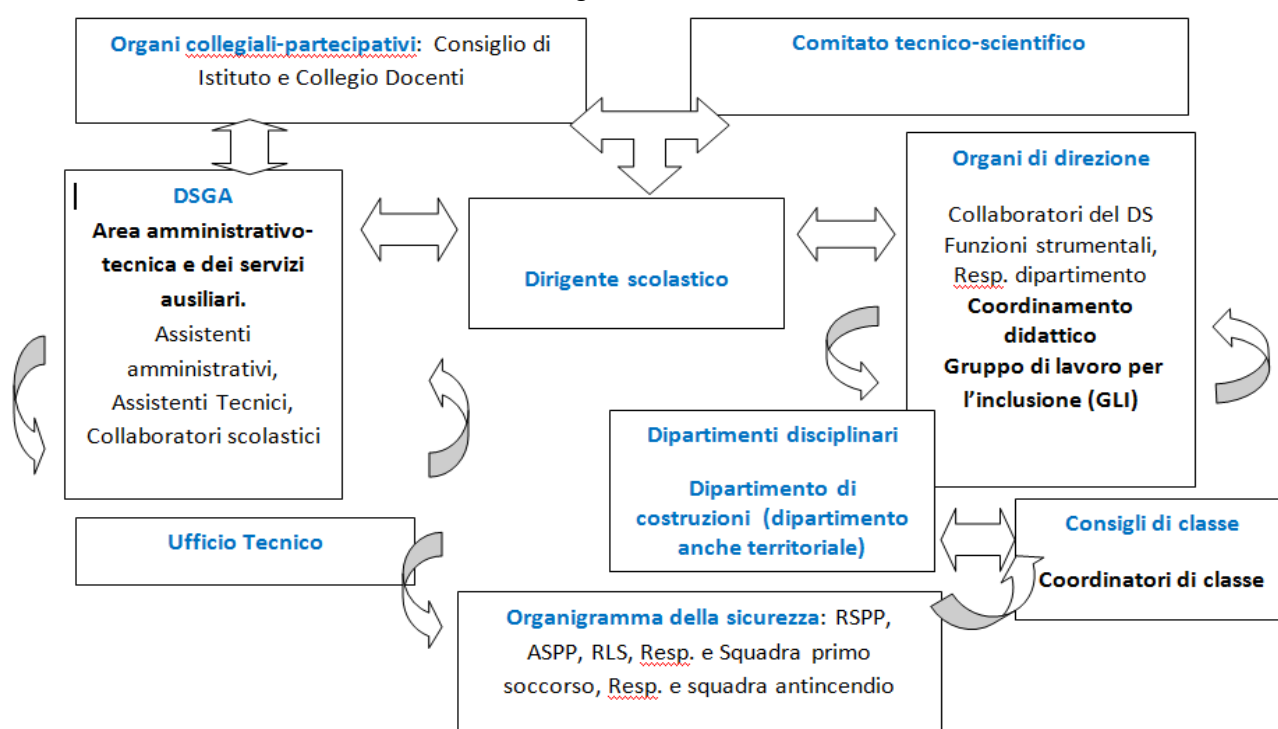 Organi collegiali-partecipativi: Consiglio di
Istituto e Collegio Docenti
Comitato tecnico-scientifico
DSGA
Area amministrativo-
tecnica e dei servizi
ausiliari.
Assistenti
amministrativi,
Assistenti Tecnici,
Collaboratori scolastici
Dirigente scolastico
Organi di direzione
Collaboratori del DS
Funzioni strumentali,
Resp. dipartimento
Coordinamento
didattico
Gruppo di lavoro per
l’inclusione (GLI)
Dipartimenti disciplinari
Dipartimento di
costruzioni (dipartimento
anche territoriale)
Ufficio Tecnico
Consigli di classe
Coordinatori di classe
Organigramma della sicurezza: RSPP,
ASPP, RLS, Resp. e Squadra primo
soccorso, Resp. e squadra antincendio